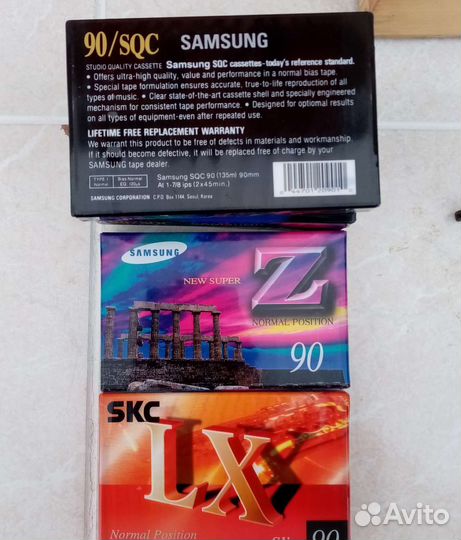 90/SQC SAMSUNG
STUDIO QUALITY CASSETTE Samsung SQC cassettes-today's reference standard.
• Offers ultra-high quality, value and performance in a normal bias tape.
• Special tape formulation ensures accurate, true-to-life reproduction of all
types of music. • Clear state-of-the-art cassette shell and specially engineered
mechanism for consistent tape performance. • Designed for optional results
on all types of equipment-even after repeated use.
LIFETIME FREE REPLACEMENT WARRANTY
We warrant this product to be free of defects in materials and workmanship.
If it should become defective, it will be replaced free of charge by your
SAMSUNG tape dealer.
TYPE I Normal Bias Normal EQ 120µs
Samsung SQC 90 (135m) 90mm
At 1-7/8 ips (2x45min.)
SAMSUNG CORPORATION C.P.O. Box 1144, Seoul, Korea
SAMSUNG
NEW SUPER Z
NORMAL POSITION
90
SKC
LX
Normal Position
90
Avito